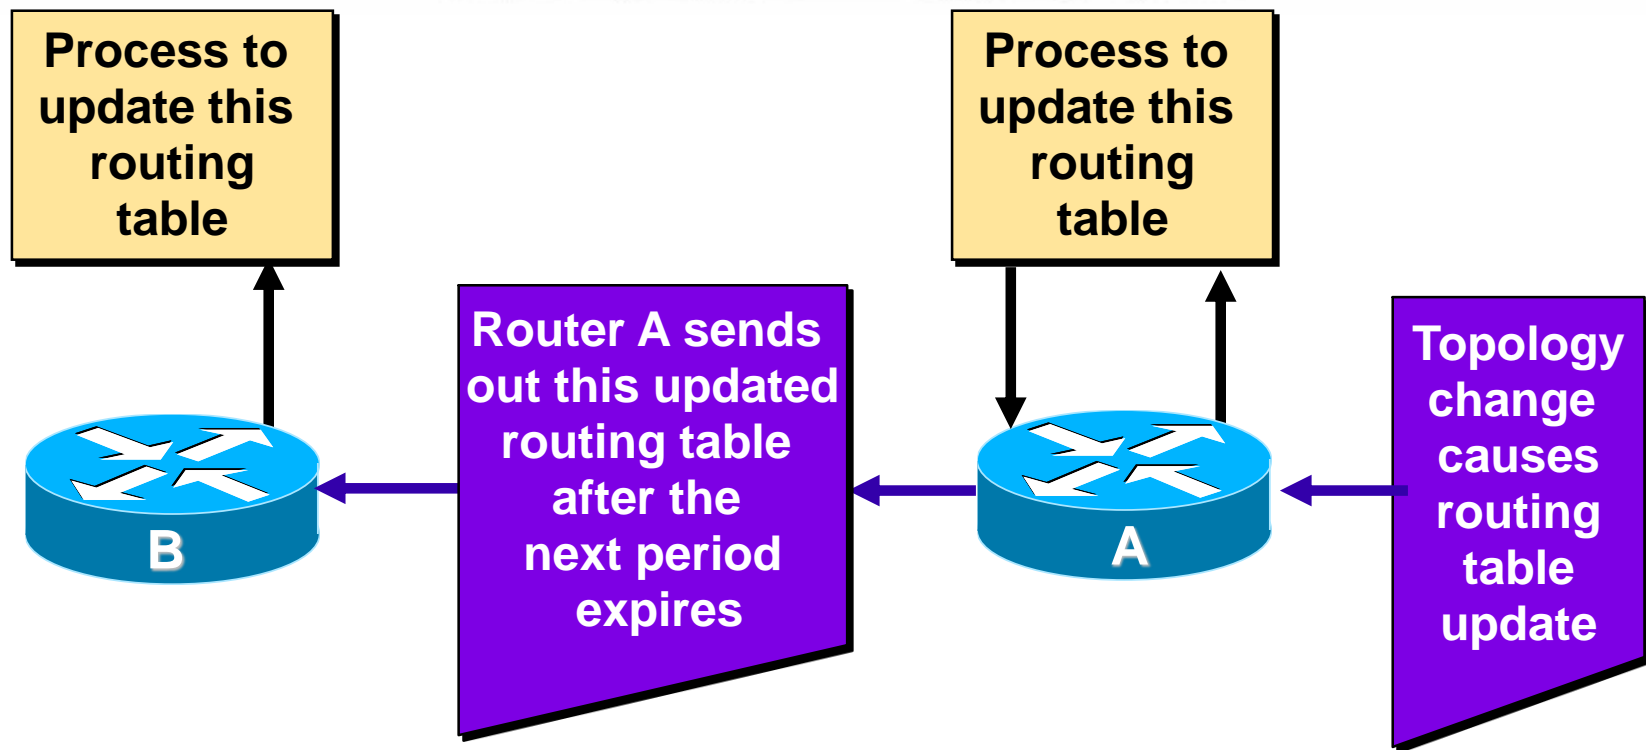 Process to
update this
routing
table
Process to
update this
routing
table
Router A sends
out this updated
routing table
after the
next period
expires
Topology
change
causes
routing
table
update
B
A